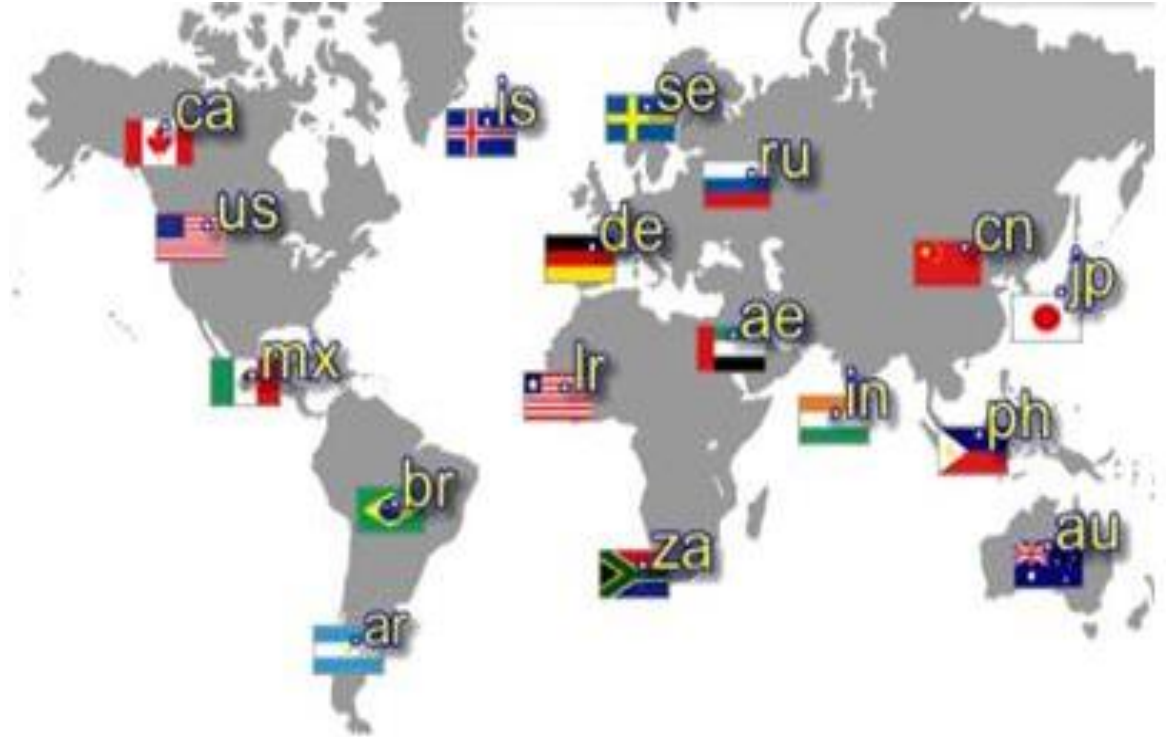 .ca
.is
.se
.ru
.us
.de
.cn
.jp
.ae
.mx
.lr
.in
.ph
.br
.za
.au
.ar